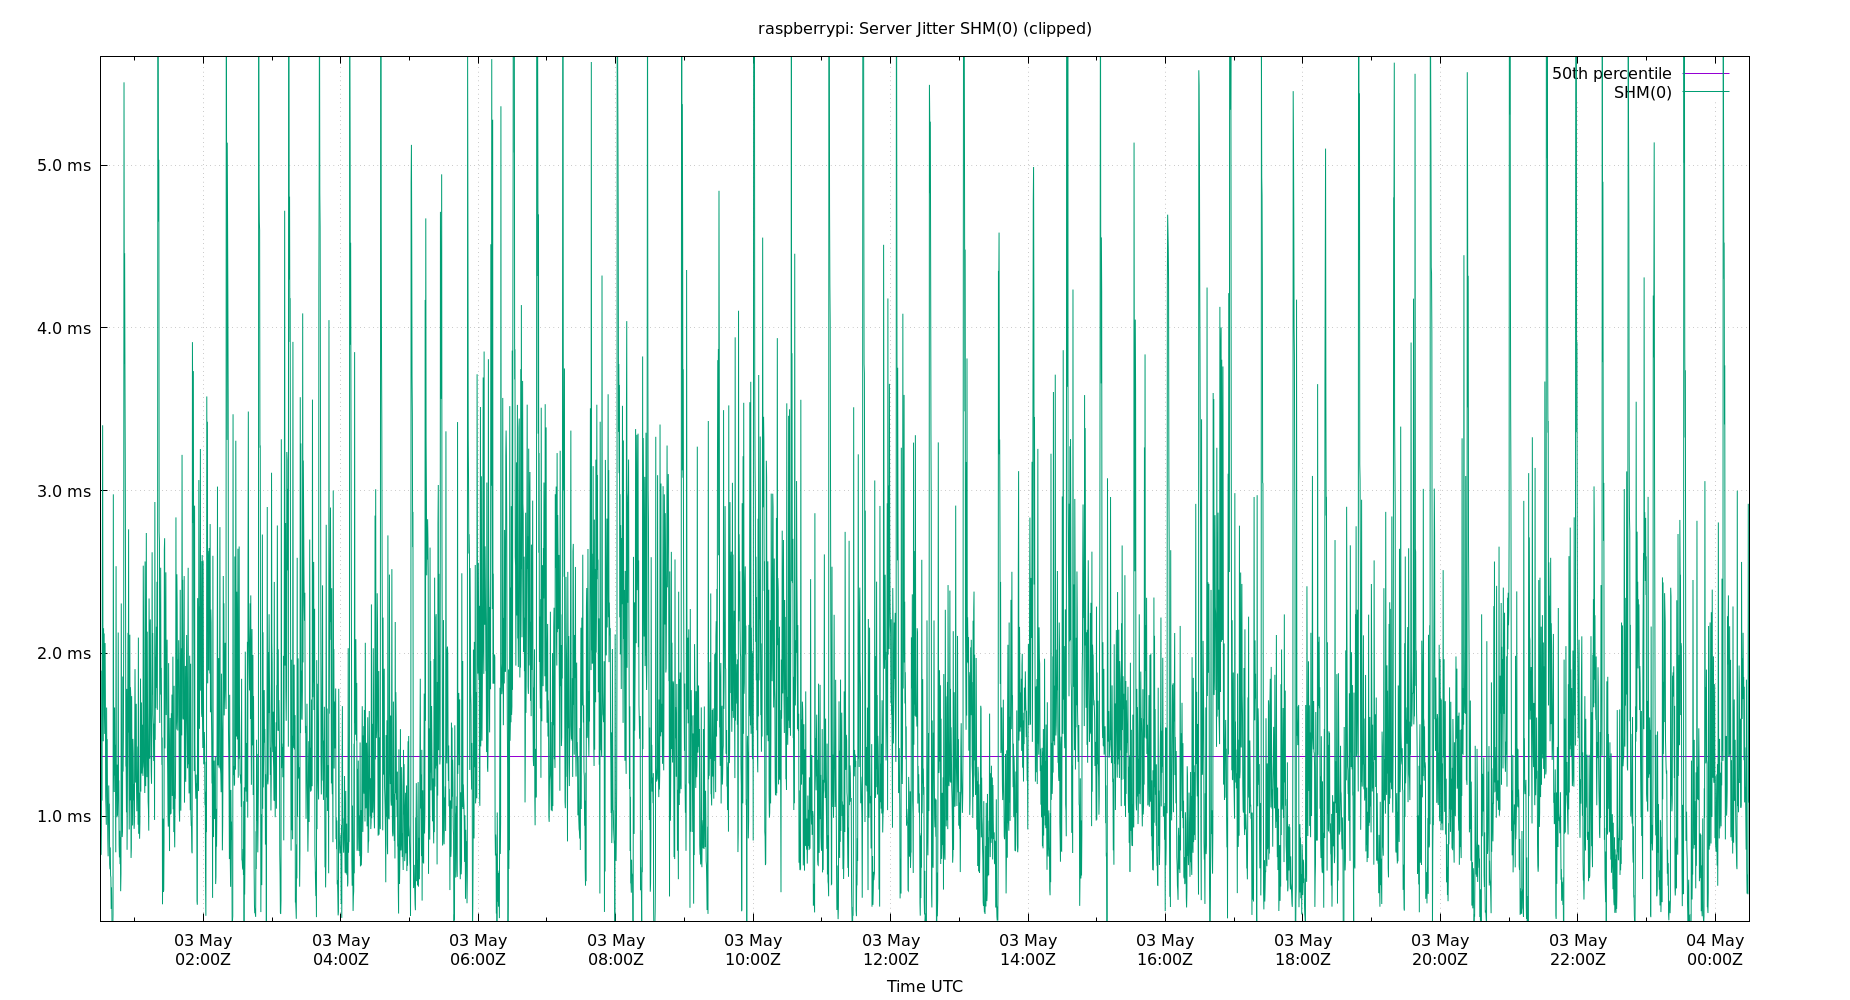 raspberrypi: Server Jitter SHM(0) (clipped)
50th percentile
SHM(0)
5.0 ms
4.0 ms
3.0 ms
2.0 ms
1.0 ms
03 May 03 May 03 May 03 May 03 May 03 May 03 May 03 May 03 May 03 May 03 May 04 May
02:00Z 04:00Z 06:00Z 08:00Z 10:00Z 12:00Z 14:00Z 16:00Z 18:00Z 20:00Z 22:00Z 00:00Z
Time UTC